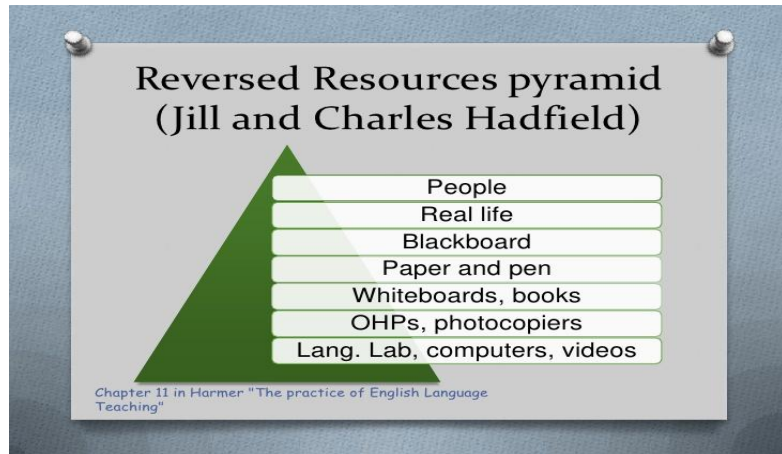 Reversed Resources pyramid
(Jill and Charles Hadfield)
People
Real life
Blackboard
Paper and pen
Whiteboards, books
OHPs, photocopiers
Lang. Lab, computers, videos
Chapter 11 in Harmer "The practice of English Language
Teaching"